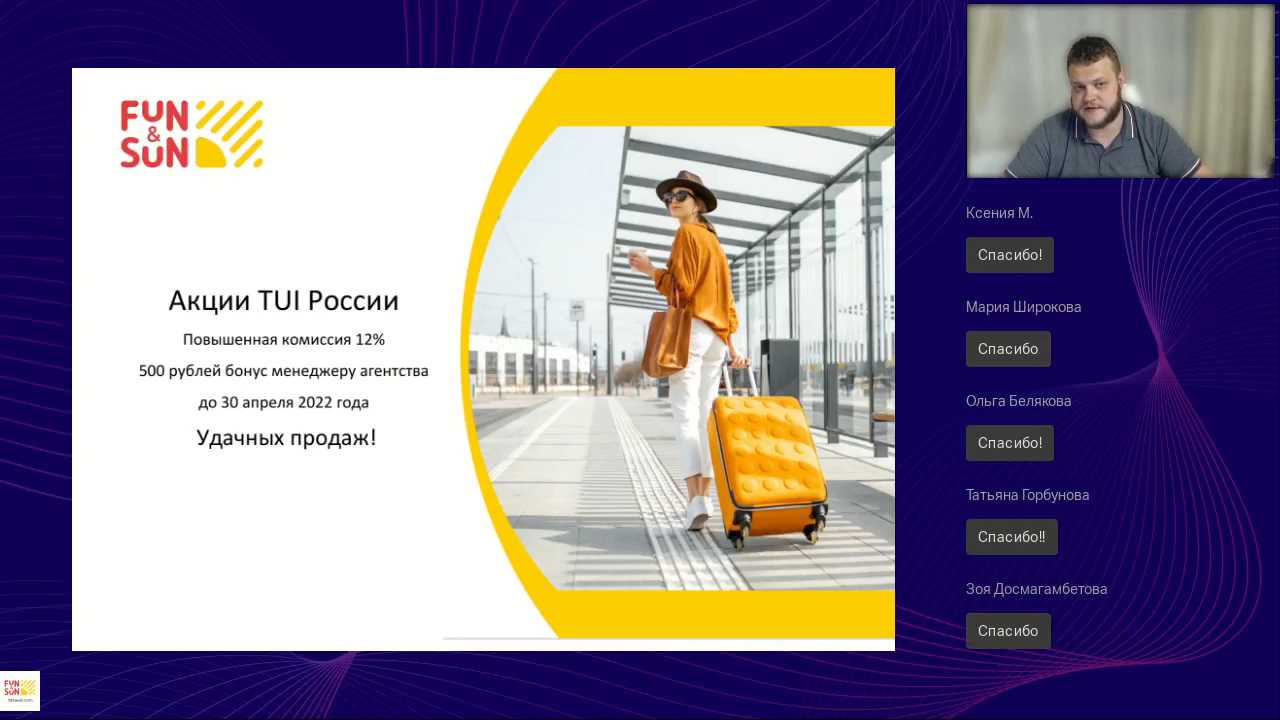 FUN
&
SUN
Акции TUI России
Повышенная комиссия 12%
500 рублей бонус менеджеру агентства
до 30 апреля 2022 года
Удачных продаж!
Ксения М.
Спасибо!
Мария Широкова
Спасибо
Ольга Белякова
Спасибо!
Татьяна Горбунова
Спасибо!!
Зоя Досмагамбетова
Спасибо
FUN
&
SUN